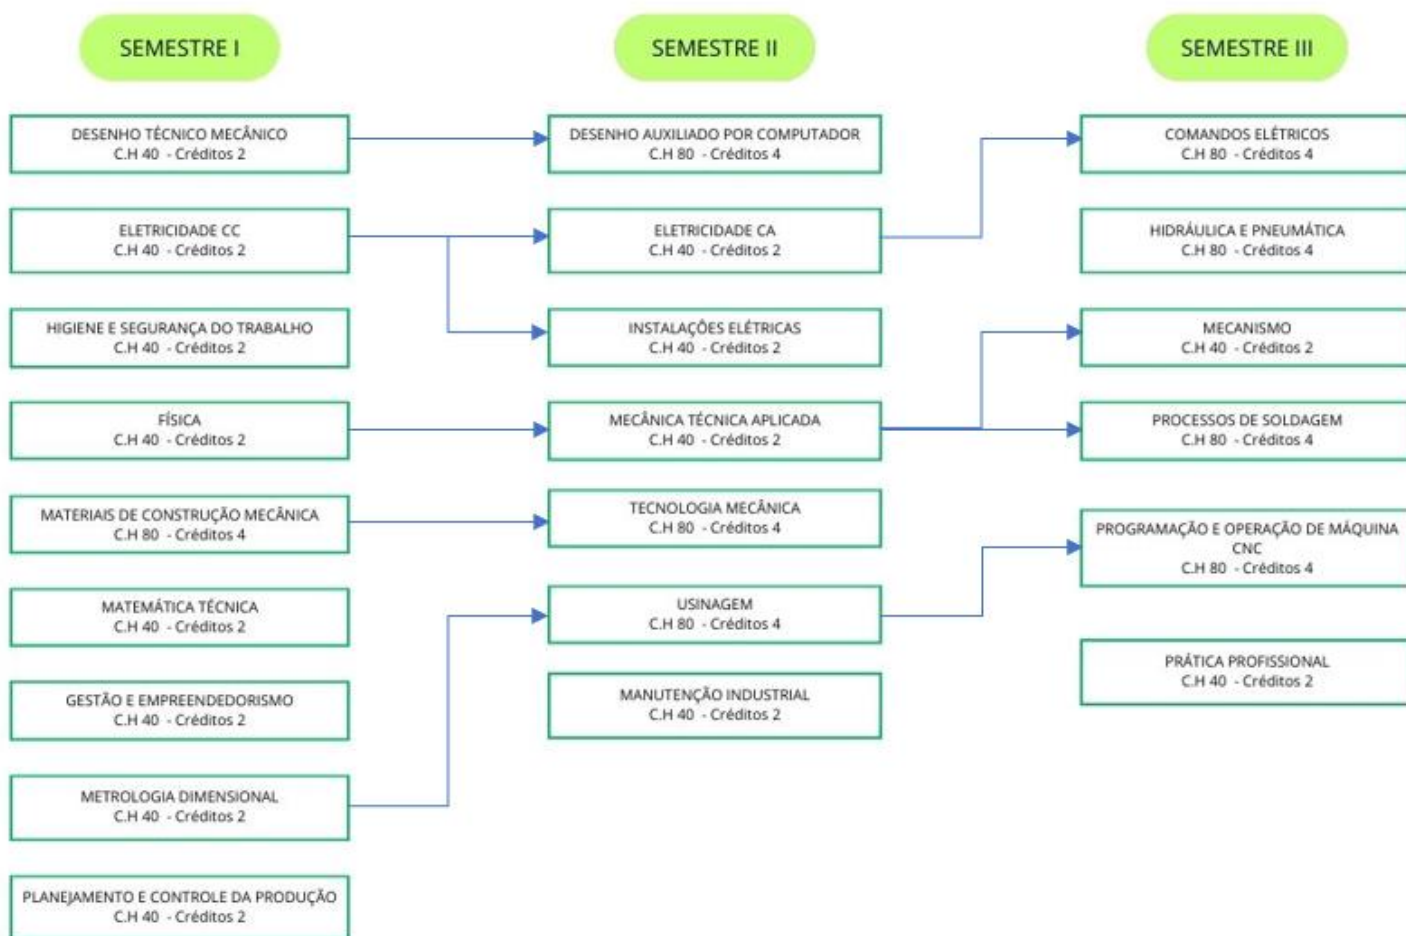 SEMESTRE I
DESENHO TÉCNICO MECÂNICO
C.H 40 - Créditos 2
ELETRICIDADE CC
C.H 40 - Créditos 2
HIGIENE E SEGURANÇA DO TRABALHO
C.H 40 - Créditos 2
FÍSICA
C.H 40 - Créditos 2
MATERIAIS DE CONSTRUÇÃO MECÂNICA
C.H 80 - Créditos 4
MATEMÁTICA TÉCNICA
C.H 40 - Créditos 2
GESTÃO E EMPREENDEDORISMO
C.H 40 - Créditos 2
METROLOGIA DIMENSIONAL
C.H 40 - Créditos 2
PLANEJAMENTO E CONTROLE DA PRODUÇÃO
C.H 40 - Créditos 2
SEMESTRE II
DESENHO AUXILIADO POR COMPUTADOR
C.H 80 - Créditos 4
ELETRICIDADE CA
C.H 40 - Créditos 2
INSTALAÇÕES ELÉTRICAS
C.H 40 - Créditos 2
MECÂNICA TÉCNICA APLICADA
C.H 40 - Créditos 2
TECNOLOGIA MECÂNICA
C.H 80 - Créditos 4
USINAGEM
C.H 80 - Créditos 4
MANUTENÇÃO INDUSTRIAL
C.H 40 - Créditos 2
SEMESTRE III
COMANDOS ELÉTRICOS
C.H 80 - Créditos 4
HIDRÁULICA E PNEUMÁTICA
C.H 80 - Créditos 4
MECANISMO
C.H 40 - Créditos 2
PROCESSOS DE SOLDAGEM
C.H 80 - Créditos 4
PROGRAMAÇÃO E OPERAÇÃO DE MÁQUINA
CNC
C.H 80 - Créditos 4
PRÁTICA PROFISSIONAL
C.H 40 - Créditos 2